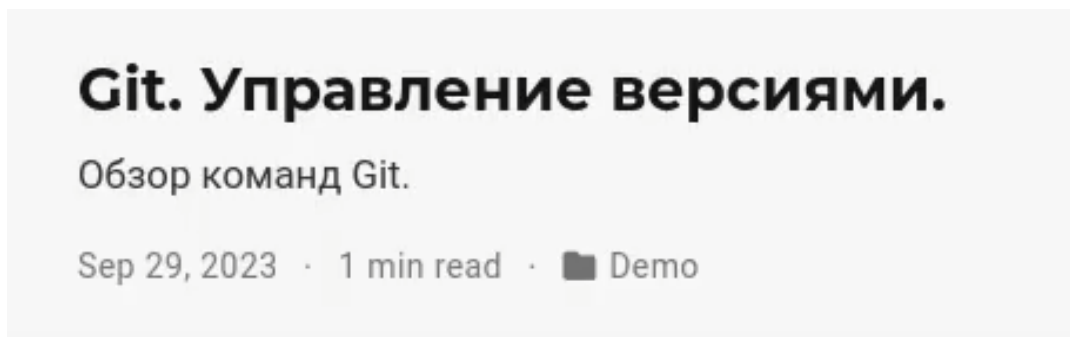 Git. Управление версиями.
Обзор команд Git.
Sep 29, 2023 · 1 min read · Demo